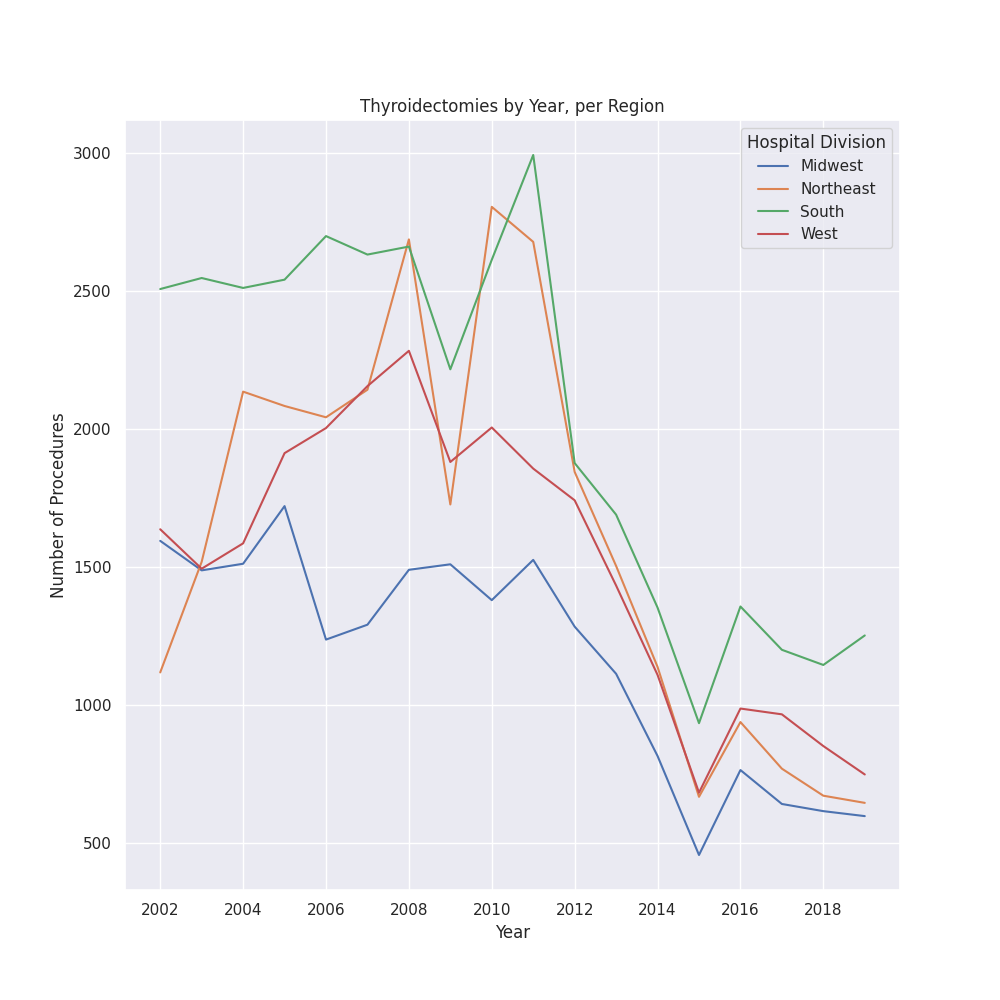 Thyroidectomies by Year, per Region
Hospital Division
Midwest
Northeast
South
West
Number of Procedures
3000
2500
2000
1500
1000
500
2002 2004 2006 2008 2010 2012 2014 2016 2018
Year